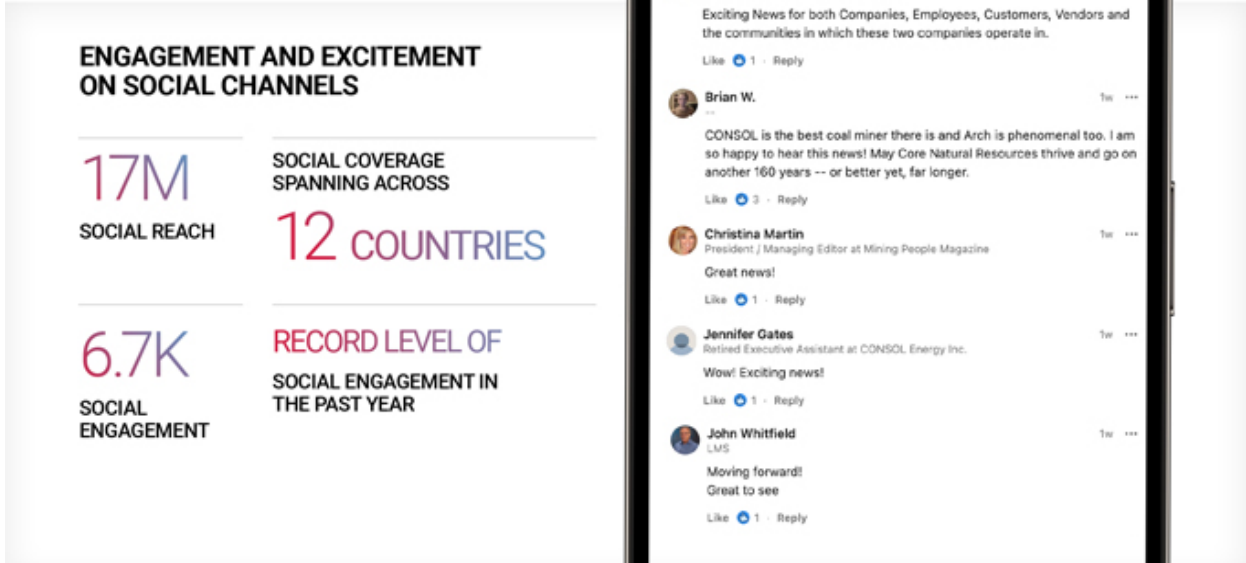 ENGAGEMENT AND EXCITEMENT
ON SOCIAL CHANNELS
17M
SOCIAL REACH
SOCIAL COVERAGE
SPANNING ACROSS
12 COUNTRIES
6.7K
SOCIAL
ENGAGEMENT
RECORD LEVEL OF
SOCIAL ENGAGEMENT IN
THE PAST YEAR
Exciting News for both Companies, Employees, Customers, Vendors and
the communities in which these two companies operate in.
Like 1 · Reply
Brian W.
1w ···
--
CONSOL is the best coal miner there is and Arch is phenomenal too. I am
so happy to hear this news! May Core Natural Resources thrive and go on
another 160 years -- or better yet, far longer.
Like 3 · Reply
Christina Martin
1w ···
President / Managing Editor at Mining People Magazine
Great news!
Like 1 · Reply
Jennifer Gates
1w ···
Retired Executive Assistant at CONSOL Energy Inc.
Wow! Exciting news!
Like 1 · Reply
John Whitfield
1w ···
LMS
Moving forward!
Great to see
Like 1 · Reply